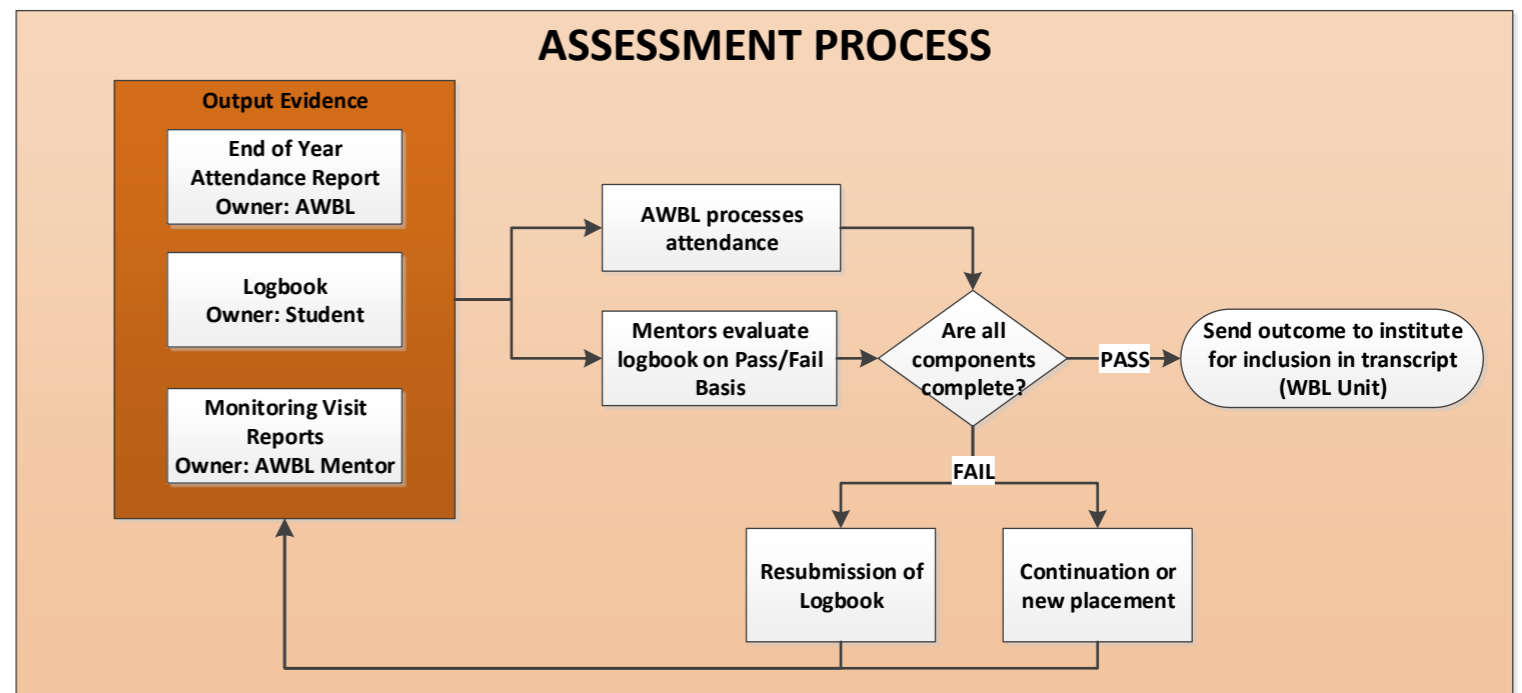 ASSESSMENT PROCESS
Output Evidence
End of Year
Attendance Report
Owner: AWBL
Logbook
Owner: Student
Monitoring Visit
Reports
Owner: AWBL Mentor
AWBL processes
attendance
Mentors evaluate
logbook on Pass/Fail
Basis
Are all
components
complete?
PASS
Send outcome to institute
for inclusion in transcript
(WBL Unit)
FAIL
Resubmission of
Logbook
Continuation or
new placement